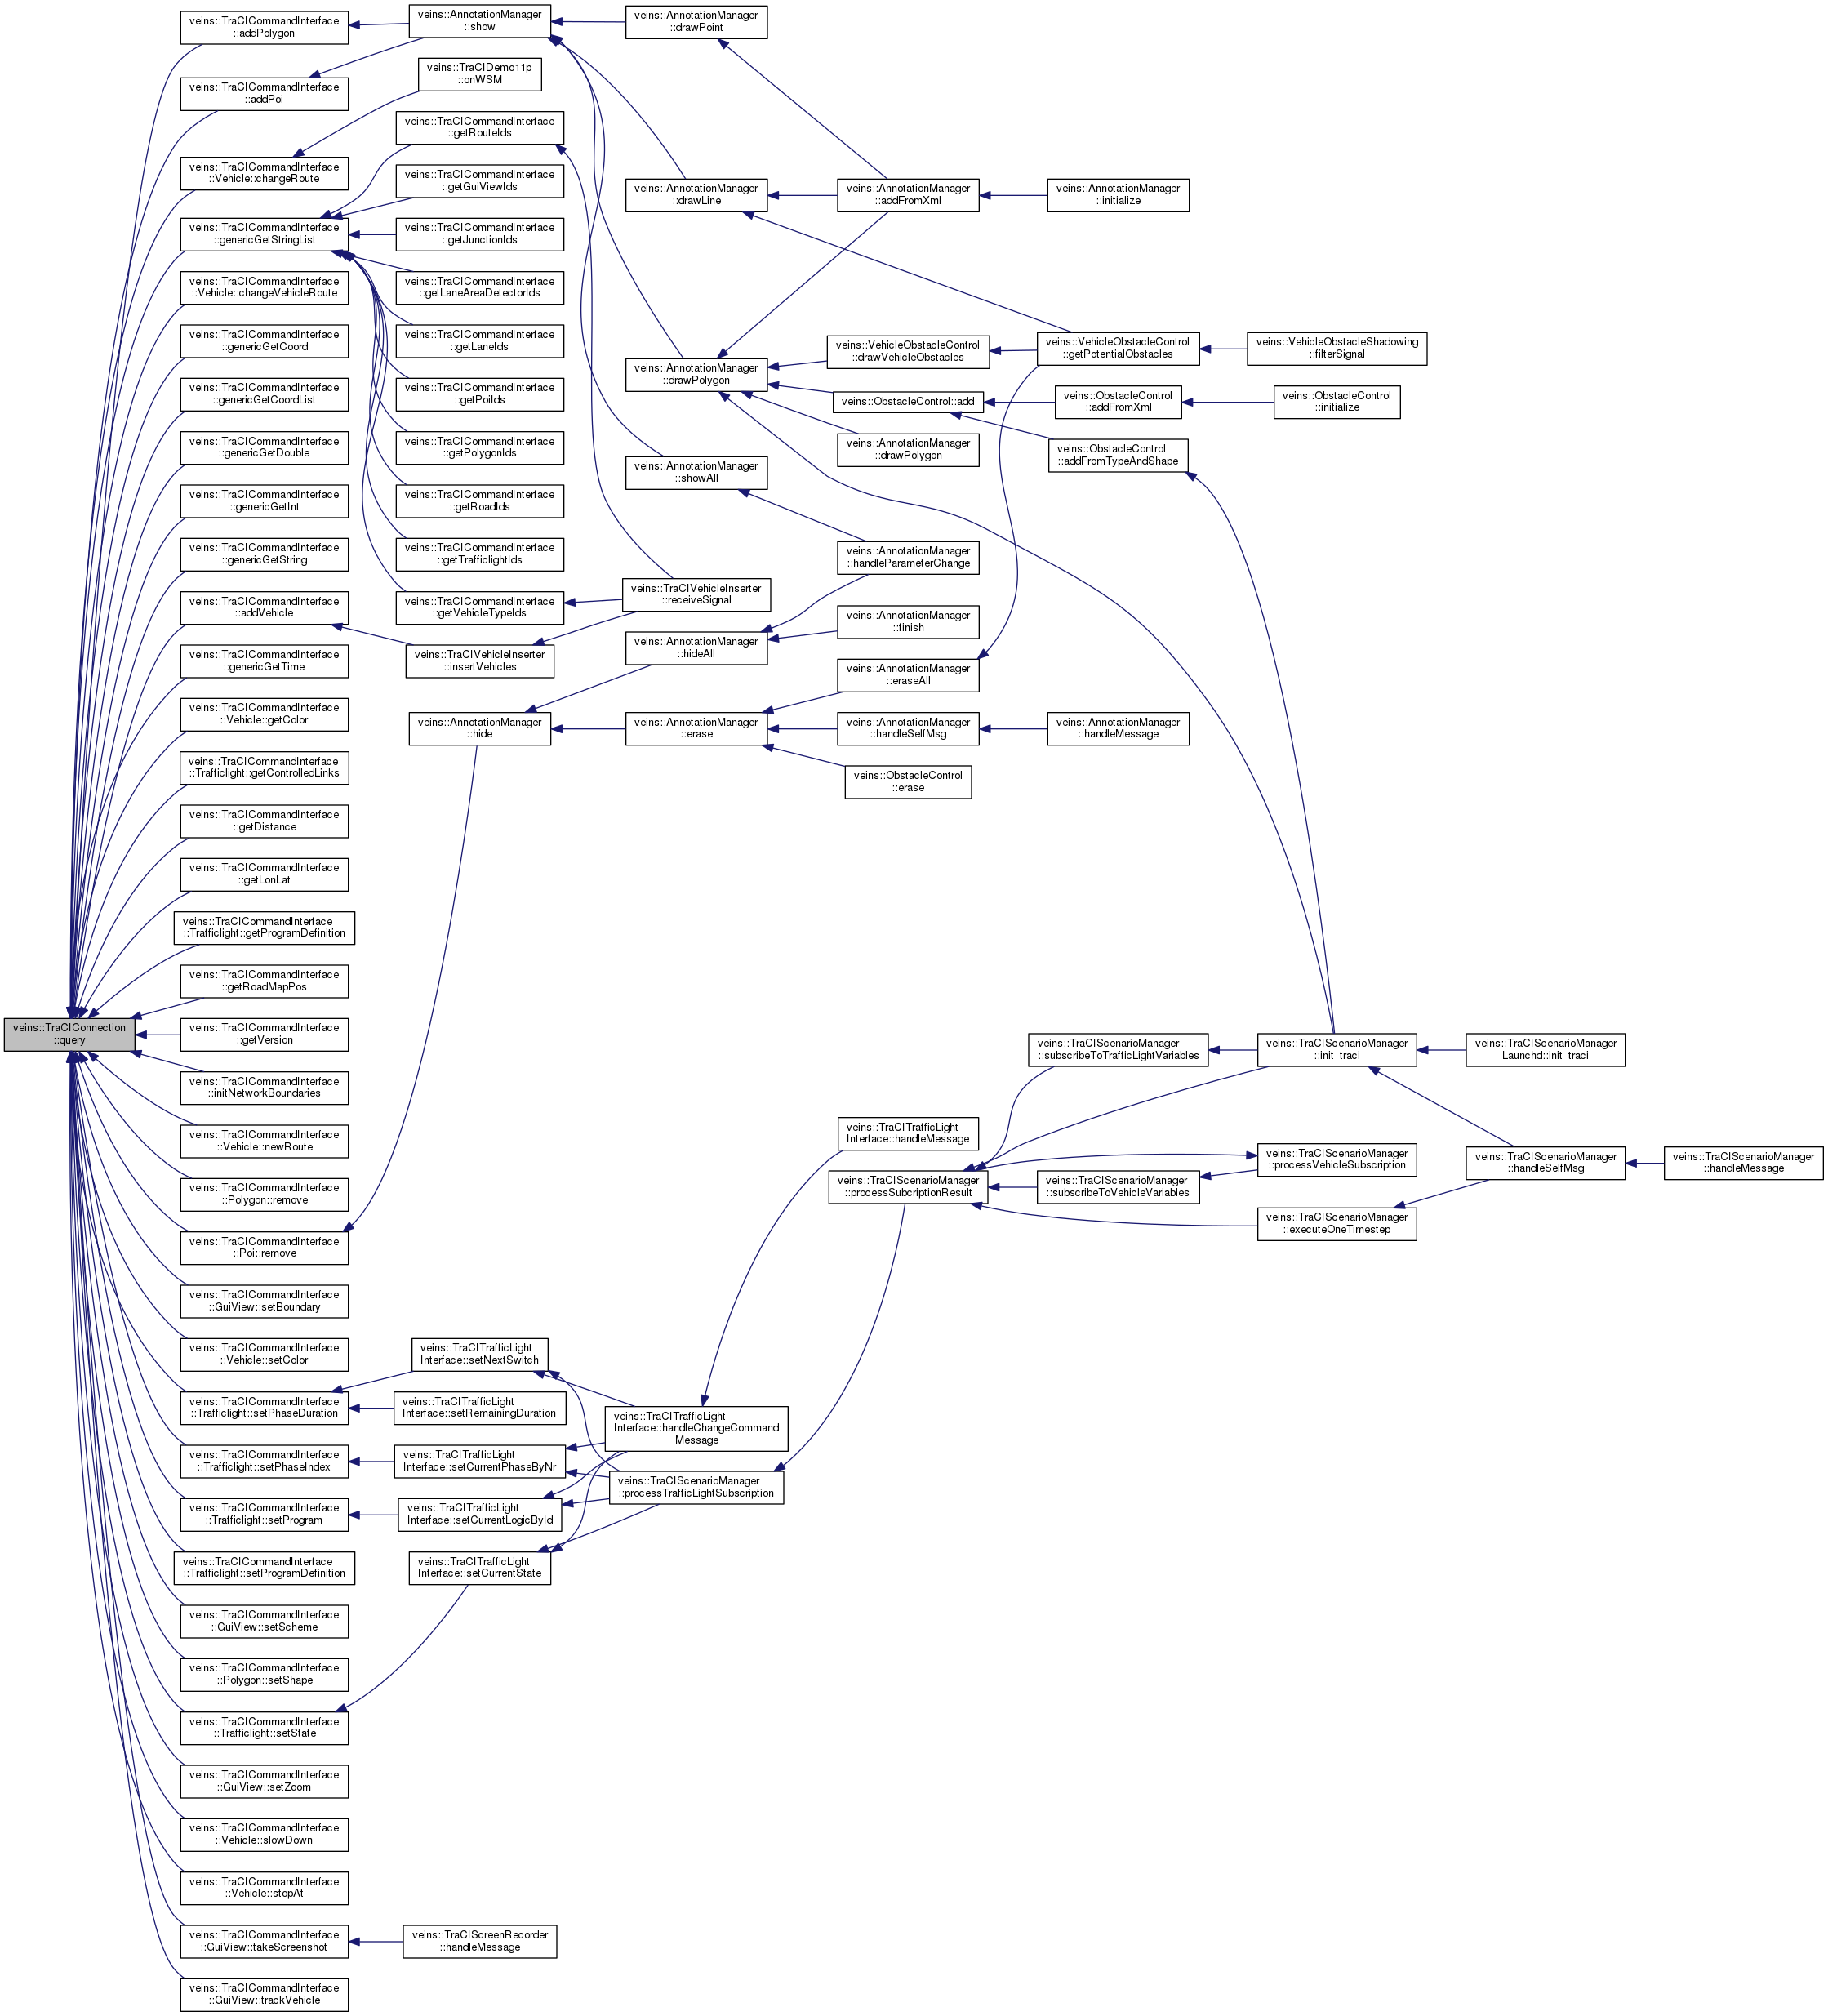 veins::TraCIConnection
::query
veins::TraCICommandInterface
::addPolygon
veins::TraCICommandInterface
::addPoi
veins::TraCICommandInterface
::Vehicle::changeRoute
veins::TraCICommandInterface
::genericGetStringList
veins::TraCICommandInterface
::Vehicle::changeVehicleRoute
veins::TraCICommandInterface
::genericGetCoord
veins::TraCICommandInterface
::genericGetCoordList
veins::TraCICommandInterface
::genericGetDouble
veins::TraCICommandInterface
::genericGetInt
veins::TraCICommandInterface
::genericGetString
veins::TraCICommandInterface
::addVehicle
veins::TraCICommandInterface
::genericGetTime
veins::TraCICommandInterface
::Vehicle::getColor
veins::TraCICommandInterface
::Trafficlight::getControlledLinks
veins::TraCICommandInterface
::getDistance
veins::TraCICommandInterface
::getLonLat
veins::TraCICommandInterface
::Trafficlight::getProgramDefinition
veins::TraCICommandInterface
::getRoadMapPos
veins::TraCICommandInterface
::getVersion
veins::TraCICommandInterface
::initNetworkBoundaries
veins::TraCICommandInterface
::Vehicle::newRoute
veins::TraCICommandInterface
::Polygon::remove
veins::TraCICommandInterface
::Poi::remove
veins::TraCICommandInterface
::GuiView::setBoundary
veins::TraCICommandInterface
::Vehicle::setColor
veins::TraCICommandInterface
::Trafficlight::setPhaseDuration
veins::TraCICommandInterface
::Trafficlight::setPhaseIndex
veins::TraCICommandInterface
::Trafficlight::setProgram
veins::TraCICommandInterface
::Trafficlight::setProgramDefinition
veins::TraCICommandInterface
::GuiView::setScheme
veins::TraCICommandInterface
::Polygon::setShape
veins::TraCICommandInterface
::Trafficlight::setState
veins::TraCICommandInterface
::GuiView::setZoom
veins::TraCICommandInterface
::Vehicle::slowDown
veins::TraCICommandInterface
::Vehicle::stopAt
veins::TraCICommandInterface
::GuiView::takeScreenshot
veins::TraCICommandInterface
::GuiView::trackVehicle
veins::AnnotationManager
::show
veins::TraCIDemo11p
::onWSM
veins::TraCICommandInterface
::getRouteIds
veins::TraCICommandInterface
::getGuiViewIds
veins::TraCICommandInterface
::getJunctionIds
veins::TraCICommandInterface
::getLaneAreaDetectorIds
veins::TraCICommandInterface
::getLaneIds
veins::TraCICommandInterface
::getPoiIds
veins::TraCICommandInterface
::getPolygonIds
veins::TraCICommandInterface
::getRoadIds
veins::TraCICommandInterface
::getTrafficlightIds
veins::TraCICommandInterface
::getVehicleTypeIds
veins::TraCIVehicleInserter
::insertVehicles
veins::AnnotationManager
::hide
veins::TraCITrafficLight
Interface::setNextSwitch
veins::TraCITrafficLight
Interface::setRemainingDuration
veins::TraCITrafficLight
Interface::setCurrentPhaseByNr
veins::TraCITrafficLight
Interface::setCurrentLogicById
veins::TraCITrafficLight
Interface::setCurrentState
veins::TraCIScreenRecorder
::handleMessage
veins::AnnotationManager
::drawPoint
veins::AnnotationManager
::drawLine
veins::AnnotationManager
::drawPolygon
veins::AnnotationManager
::showAll
veins::TraCIVehicleInserter
::receiveSignal
veins::AnnotationManager
::hideAll
veins::AnnotationManager
::erase
veins::TraCITrafficLight
Interface::handleChangeCommand
Message
veins::TraCIScenarioManager
::processTrafficLightSubscription
veins::AnnotationManager
::addFromXml
veins::VehicleObstacleControl
::drawVehicleObstacles
veins::ObstacleControl::add
veins::AnnotationManager
::drawPolygon
veins::AnnotationManager
::handleParameterChange
veins::AnnotationManager
::finish
veins::AnnotationManager
::eraseAll
veins::AnnotationManager
::handleSelfMsg
veins::ObstacleControl
::erase
veins::TraCITrafficLight
Interface::handleMessage
veins::TraCIScenarioManager
::processSubcriptionResult
veins::AnnotationManager
::initialize
veins::VehicleObstacleControl
::getPotentialObstacles
veins::ObstacleControl
::addFromXml
veins::ObstacleControl
::addFromTypeAndShape
veins::AnnotationManager
::handleMessage
veins::TraCIScenarioManager
::subscribeToTrafficLightVariables
veins::TraCIScenarioManager
::subscribeToVehicleVariables
veins::VehicleObstacleShadowing
::filterSignal
veins::ObstacleControl
::initialize
veins::TraCIScenarioManager
::init_traci
veins::TraCIScenarioManager
::processVehicleSubscription
veins::TraCIScenarioManager
::executeOneTimestep
veins::TraCIScenarioManager
Launchd::init_traci
veins::TraCIScenarioManager
::handleSelfMsg
veins::TraCIScenarioManager
::handleMessage